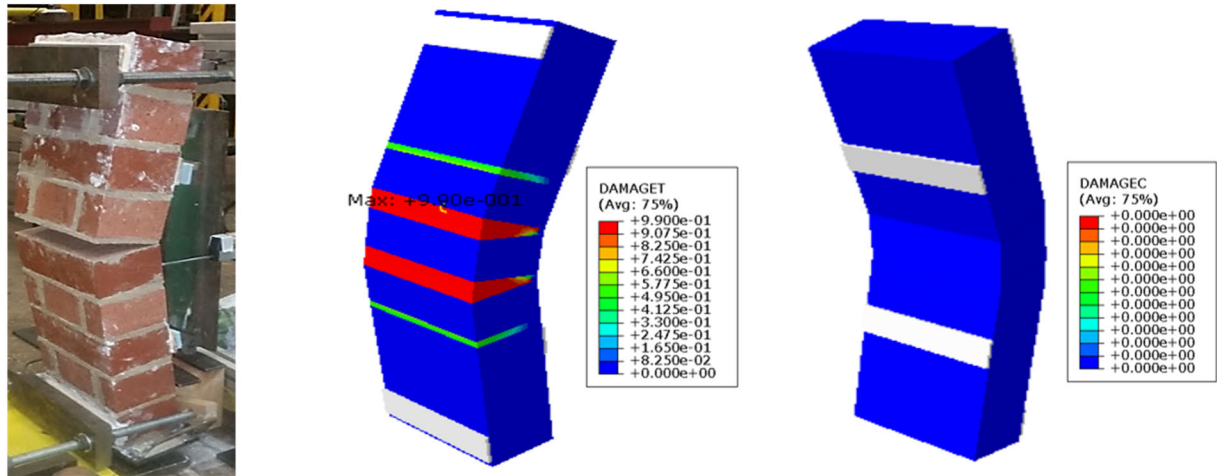 Max: +9.90e-001
DAMAGET
(Avg: 75%)
+9.900e-01
+9.075e-01
+8.250e-01
+7.425e-01
+6.600e-01
+5.775e-01
+4.950e-01
+4.125e-01
+3.300e-01
+2.475e-01
+1.650e-01
+8.250e-02
+0.000e+00
DAMAGEC
(Avg: 75%)
+0.000e+00
+0.000e+00
+0.000e+00
+0.000e+00
+0.000e+00
+0.000e+00
+0.000e+00
+0.000e+00
+0.000e+00
+0.000e+00
+0.000e+00
+0.000e+00
+0.000e+00